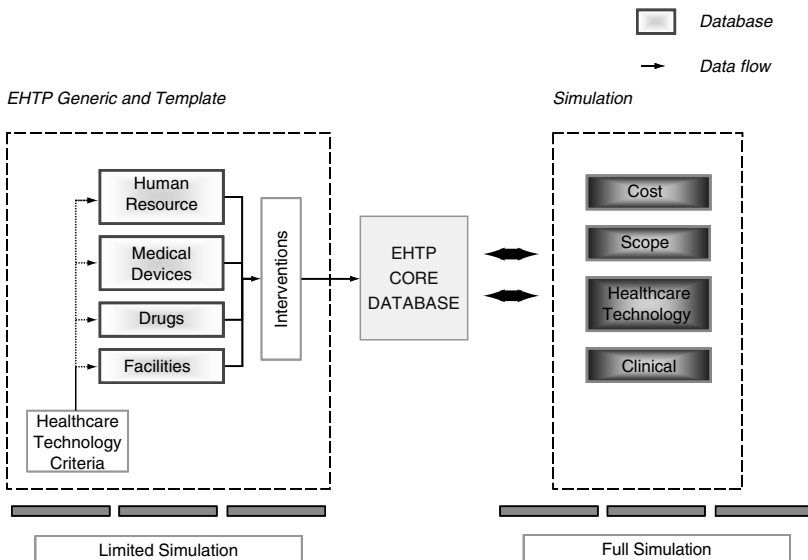 Database
Data flow
EHTP Generic and Template
Simulation
Human
Resource
Medical
Devices
Drugs
Facilities
Healthcare
Technology
Criteria
Interventions
EHTP
CORE
DATABASE
Cost
Scope
Healthcare
Technology
Clinical
Limited Simulation
Full Simulation